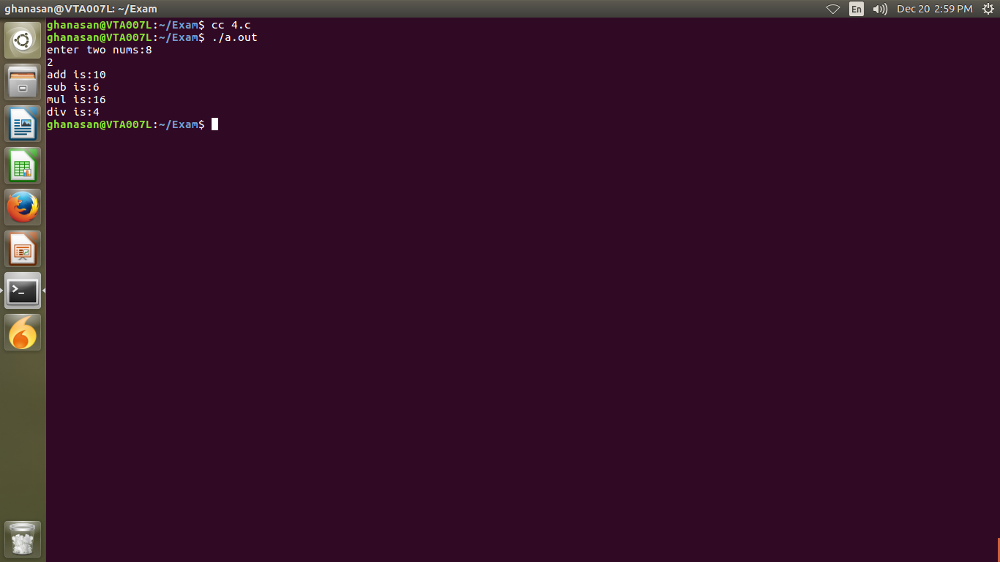 ghanasan@VTA007L: ~/Exam
En
Dec 20 2:59 PM
ghanasan@VTA007L:~/Exam$ cc 4.c
ghanasan@VTA007L:~/Exam$ ./a.out
enter two nums:8
2
add is:10
sub is:6
mul is:16
div is:4
ghanasan@VTA007L:~/Exam$
>_